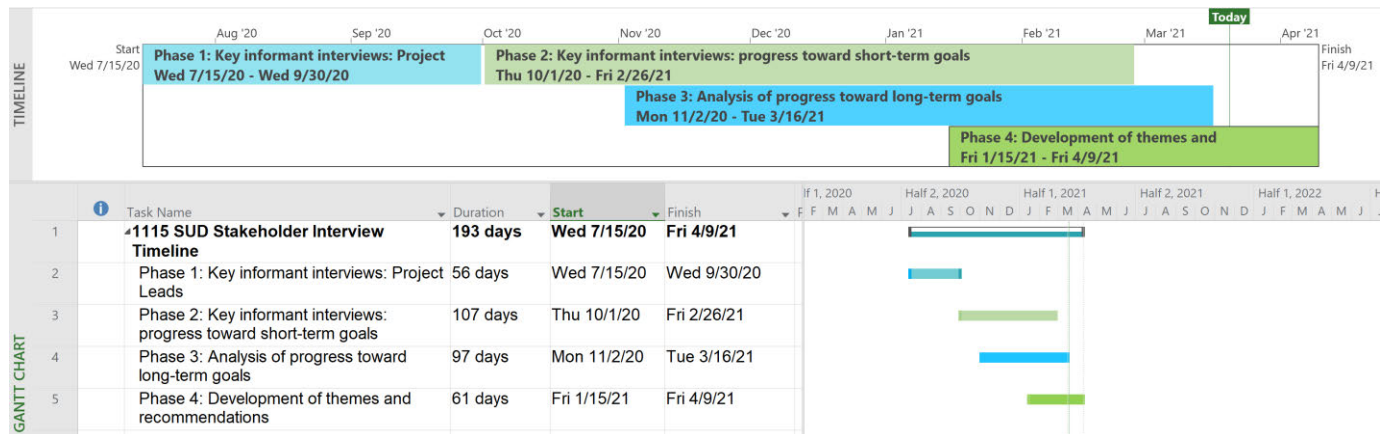 Today
Aug '20 Sep '20 Oct '20 Nov '20 Dec '20 Jan '21 Feb '21 Mar '21 Apr '21
Start
Wed 7/15/20
Phase 1: Key informant interviews: Project
Wed 7/15/20 - Wed 9/30/20
Phase 2: Key informant interviews: progress toward short-term goals
Thu 10/1/20 - Fri 2/26/21
Finish
Fri 4/9/21
Phase 3: Analysis of progress toward long-term goals
Mon 11/2/20 - Tue 3/16/21
Phase 4: Development of themes and
Fri 1/15/21 - Fri 4/9/21
TIMELINE
lf 1, 2020 Half 2, 2020 Half 1, 2021 Half 2, 2021 Half 1, 2022 H
Task Name Duration Start Finish F F M A M J J A S O N D J F M A M J J A S O N D J F M A M J J
1 1115 SUD Stakeholder Interview 193 days Wed 7/15/20 Fri 4/9/21
Timeline
2 Phase 1: Key informant interviews: Project 56 days Wed 7/15/20 Wed 9/30/20
Leads
3 Phase 2: Key informant interviews: 107 days Thu 10/1/20 Fri 2/26/21
progress toward short-term goals
4 Phase 3: Analysis of progress toward 97 days Mon 11/2/20 Tue 3/16/21
long-term goals
5 Phase 4: Development of themes and 61 days Fri 1/15/21 Fri 4/9/21
recommendations
GANTT CHART